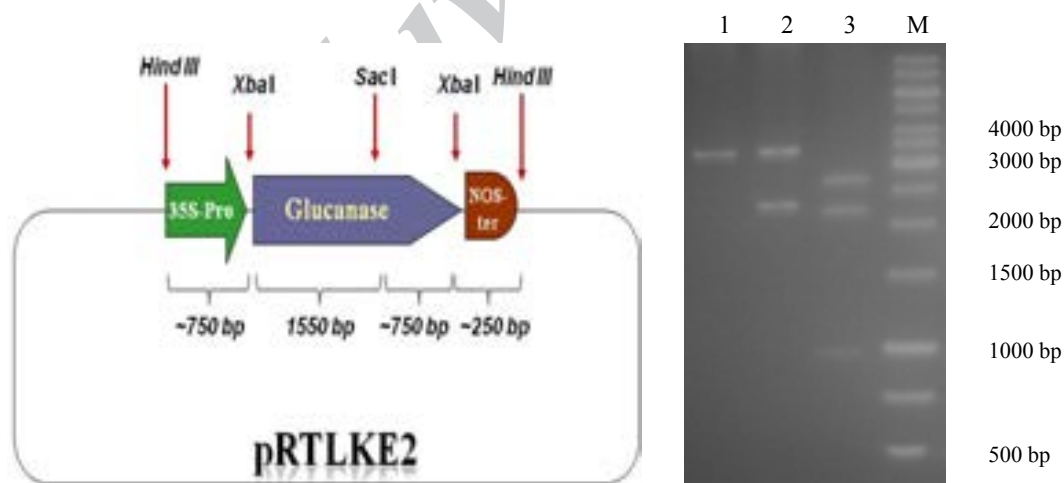 Hind III
XbaI
SacI
XbaI
Hind III
35S-Pro
Glucanase
NOS-
ter
~750 bp
1550 bp
~750 bp
~250 bp
pRTLKE2
1 2 3 M
4000 bp
3000 bp
2000 bp
1500 bp
1000 bp
500 bp